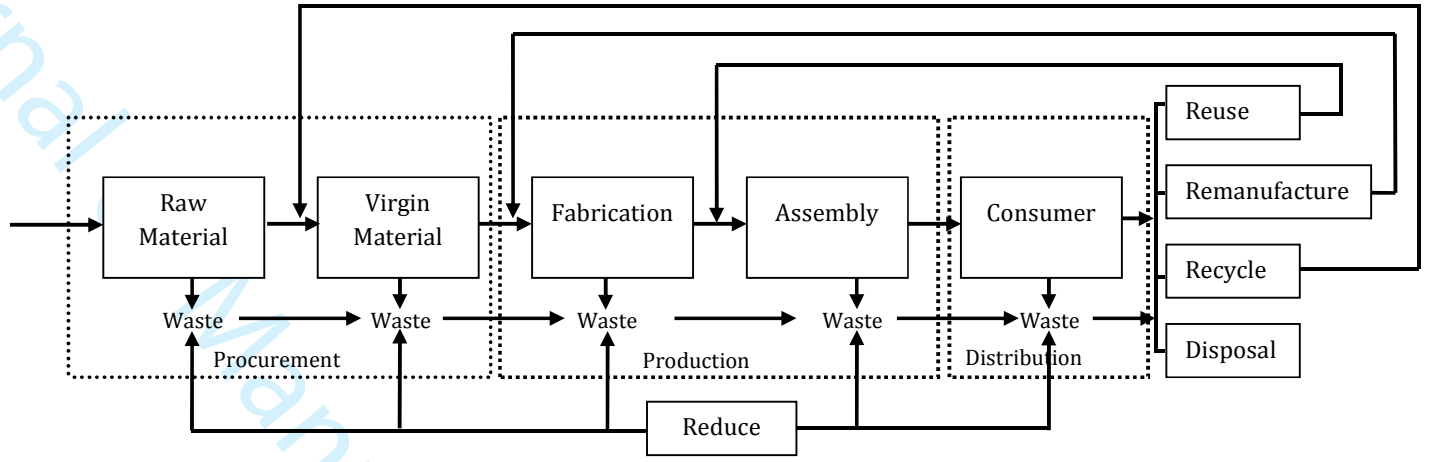 Reuse
Raw
Material
Virgin
Material
Fabrication
Assembly
Consumer
Remanufacture
Recycle
Waste
Waste
Waste
Waste
Waste
Procurement
Production
Distribution
Disposal
Reduce